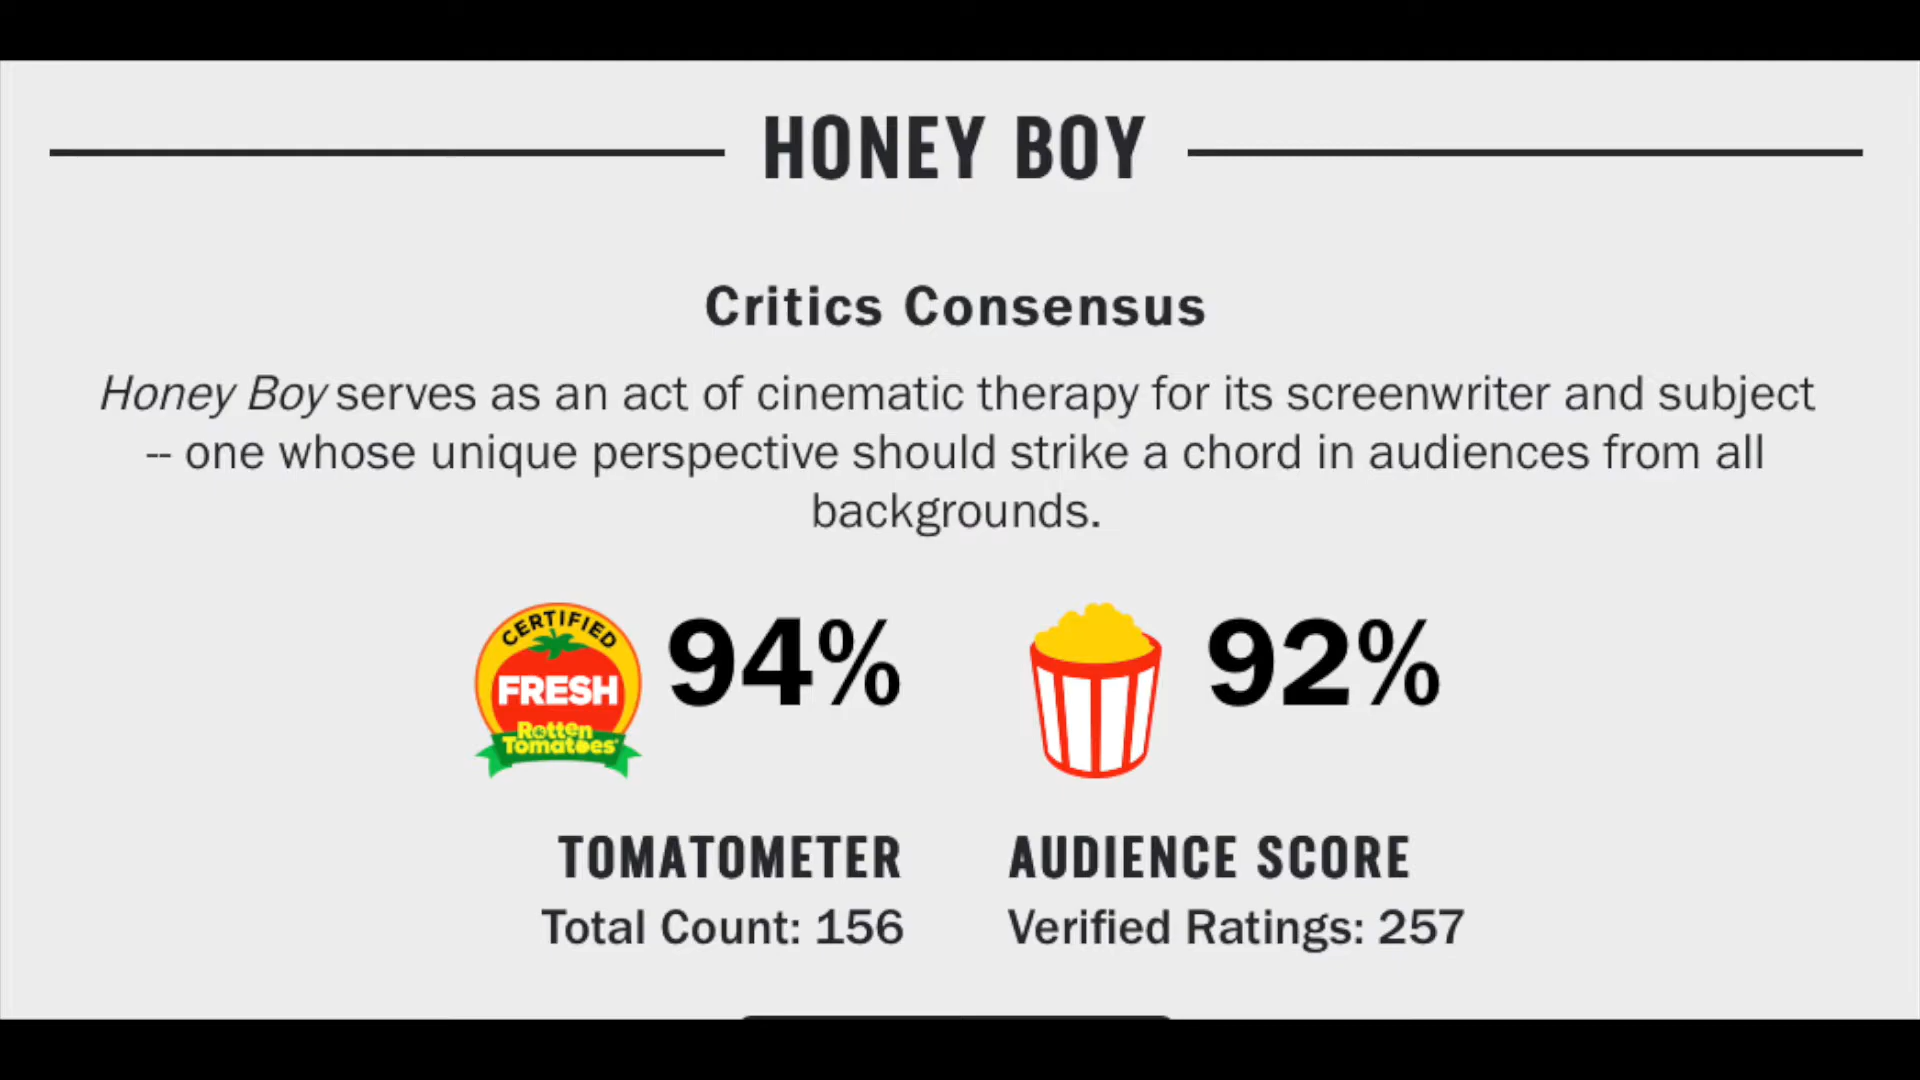 HONEY BOY
Critics Consensus
Honey Boy serves as an act of cinematic therapy for its screenwriter and subject
-- one whose unique perspective should strike a chord in audiences from all
backgrounds.
CERTIFIED
FRESH
Rotten
Tomatoes®
94%
92%
TOMATOMETER
AUDIENCE SCORE
Total Count: 156
Verified Ratings: 257